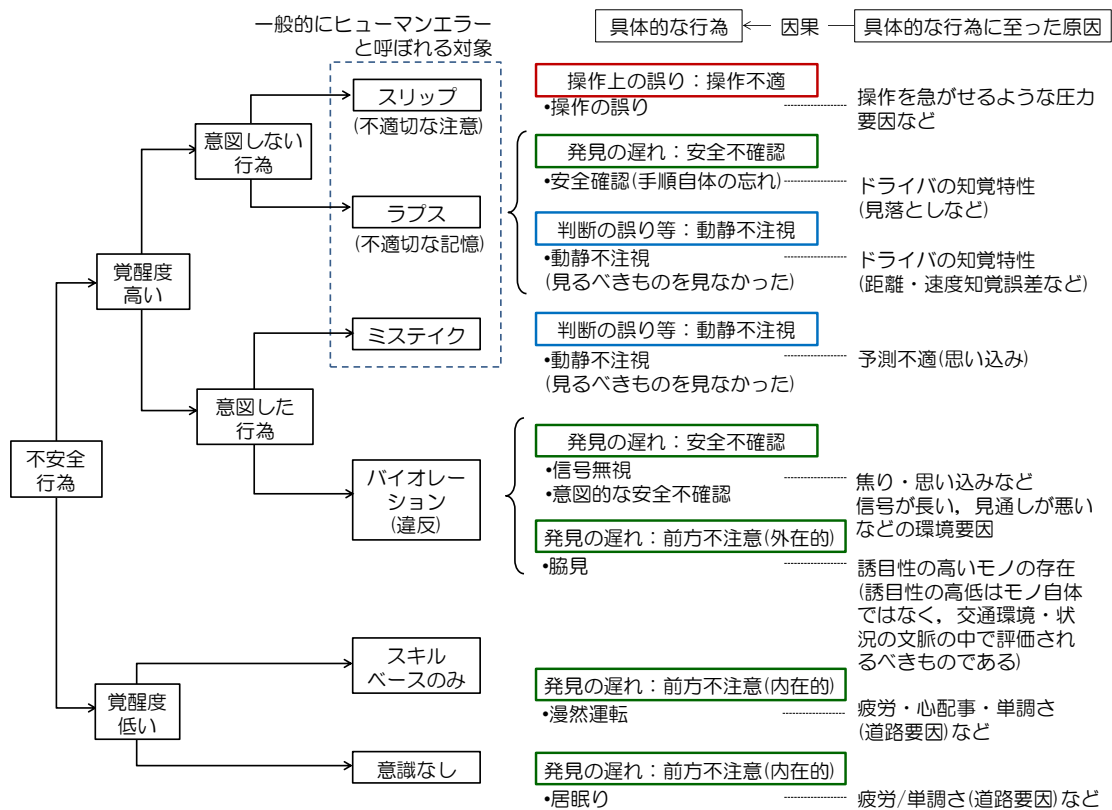 一般的にヒューマンエラー
と呼ばれる対象
具体的な行為
因果
具体的な行為に至った原因
スリップ
(不適切な注意)
操作上の誤り：操作不適
•操作の誤り
操作を急がせるような圧力
要因など
意図しない
行為
発見の遅れ：安全不確認
•安全確認(手順自体の忘れ)
ドライバの知覚特性
(見落としなど)
ラプス
(不適切な記憶)
判断の誤り等：動静不注視
•動静不注視
(見るべきものを見なかった)
ドライバの知覚特性
(距離・速度知覚誤差など)
覚醒度
高い
ミステイク
判断の誤り等：動静不注視
•動静不注視
(見るべきものを見なかった)
予測不適(思い込み)
意図した
行為
不安全
行為
バイオレー
ション
(違反)
発見の遅れ：安全不確認
•信号無視
•意図的な安全不確認
焦り・思い込みなど
信号が長い，見通しが悪い
などの環境要因
発見の遅れ：前方不注意(外在的)
•脇見
誘目性の高いモノの存在
(誘目性の高低はモノ自体
ではなく，交通環境・状
況の文脈の中で評価され
るべきものである)
覚醒度
低い
スキル
ベースのみ
発見の遅れ：前方不注意(内在的)
•漫然運転
疲労・心配事・単調さ
(道路要因)など
意識なし
発見の遅れ：前方不注意(内在的)
•居眠り
疲労/単調さ(道路要因)など